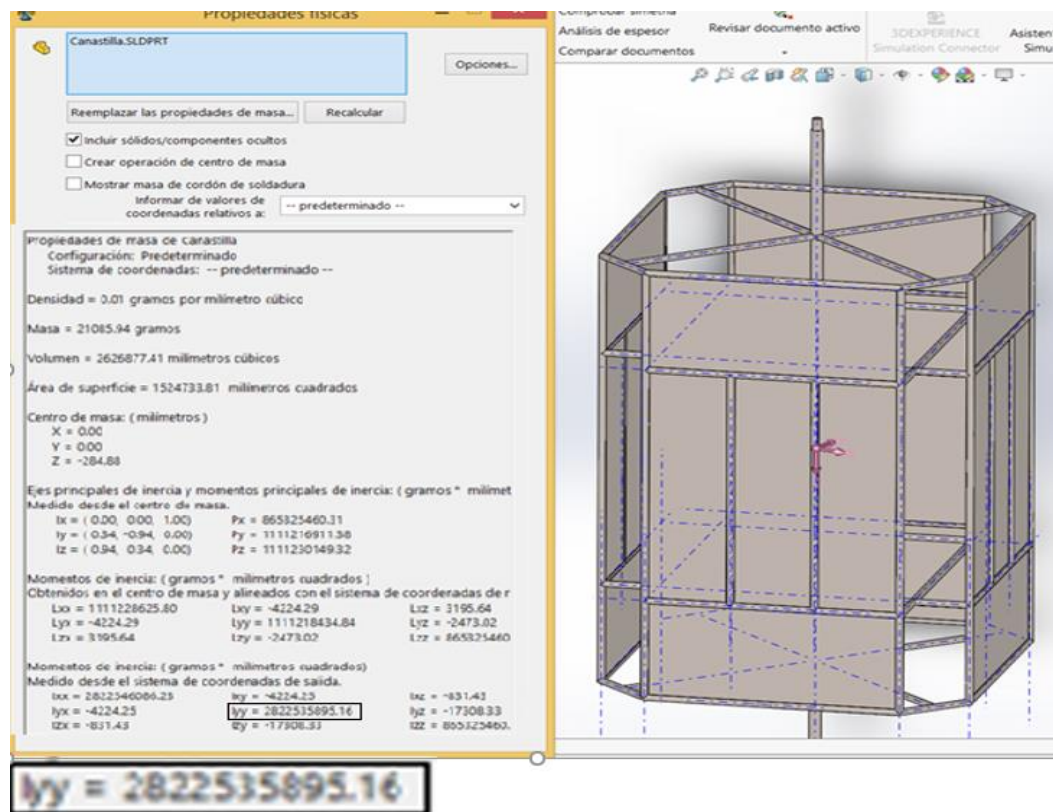 Propiedades físicas
Canastilla.SLDPRT
Opciones...
Reemplazar las propiedades de masa...
Recalcular
Incluir sólidos/componentes ocultos
Crear operación de centro de masa
Mostrar masa de cordón de soldadura
Informar de valores de coordenadas relativos a:
-- predeterminado --
Propiedades de masa de Canastilla
Configuración: Predeterminado
Sistema de coordenadas: -- predeterminado --
Densidad = 0.01 gramos por milímetro cúbico
Masa = 21085.94 gramos
Volumen = 2626877.41 milímetros cúbicos
Área de superficie = 1524733.81 milímetros cuadrados
Centro de masa: ( milímetros )
X = 0.00
Y = 0.00
Z = -284.88
Ejes principales de inercia y momentos principales de inercia: ( gramos * milímet
Medido desde el centro de masa.
Ix = ( 0.00, 0.00, 1.00) Px = 865325460.31
Iy = ( 0.34, -0.94, 0.00) Py = 1111216911.58
Iz = ( 0.94, 0.34, 0.00) Pz = 1111230149.32
Momentos de inercia: ( gramos * milímetros cuadrados )
Obtenidos en el centro de masa y alineados con el sistema de coordenadas de r
Lxx = 1111228625.80 Lxy = -4224.29 Lxz = 3195.64
Lyx = -4224.29 Lyy = 1111218434.84 Lyz = -2473.02
Lzx = 3195.64 Lzy = -2473.02 Lzz = 865325460
Momentos de inercia: ( gramos * milímetros cuadrados)
Medido desde el sistema de coordenadas de salida.
Ixx = 2822546086.25 Ixy = -4224.25 Ixz = -831.43
Iyx = -4224.25 Iyy = 2822535895.16 Iyz = -17308.33
Izx = -831.43 Izy = -17308.33 Izz = 865325460.
Comprobar simetría
Análisis de espesor
Comparar documentos
Revisar documento activo
3DEXPERIENCE
Simulation Connector
Asisten
Simu
Iyy = 2822535895.16